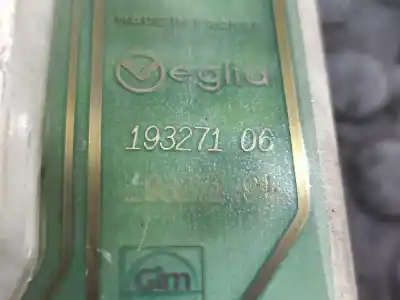 MADE IN FRANCE
Veglia
193271 06
Gim